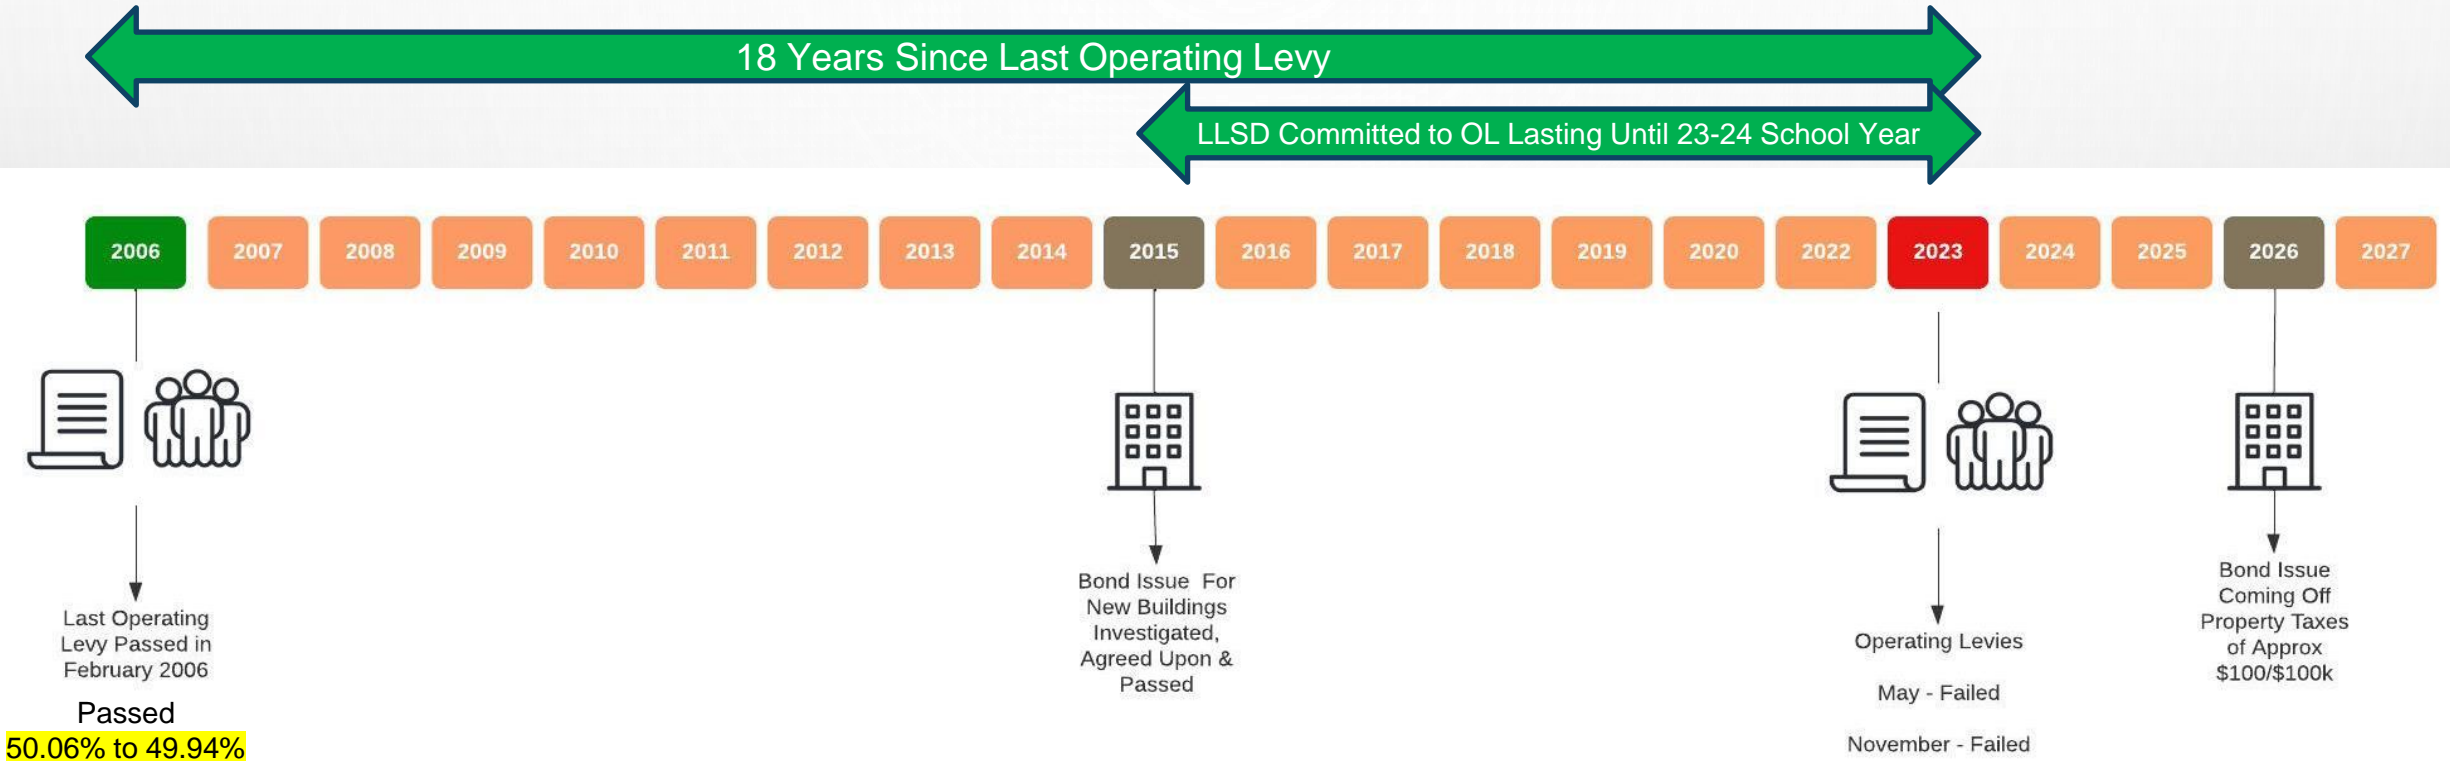 18 Years Since Last Operating Levy
LLSD Committed to OL Lasting Until 23-24 School Year
2006 2007 2008 2009 2010 2011 2012 2013 2014 2015 2016 2017 2018 2019 2020 2022 2023 2024 2025 2026 2027
Last Operating
Levy Passed in
February 2006
Passed
50.06% to 49.94%
Bond Issue For
New Buildings
Investigated,
Agreed Upon &
Passed
Operating Levies
May - Failed
November - Failed
Bond Issue
Coming Off
Property Taxes
of Approx
$100/$100k